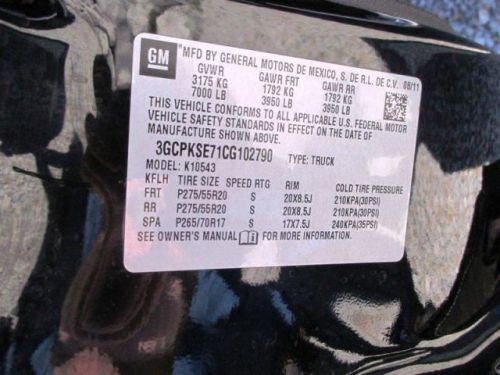 GM
MFD BY GENERAL MOTORS DE MEXICO, S. DE R.L. DE C.V. 08/11
GVWR GAWR FRT GAWR RR
3175 KG 1792 KG 1792 KG
7000 LB 3950 LB 3950 LB
THIS VEHICLE CONFORMS TO ALL APPLICABLE U.S. FEDERAL MOTOR
VEHICLE SAFETY STANDARDS IN EFFECT ON THE DATE OF
MANUFACTURE SHOWN ABOVE.
3GCPKSE71CG102790 TYPE: TRUCK
MODEL: K10543
KFLH TIRE SIZE SPEED RTG RIM COLD TIRE PRESSURE
FRT P275/55R20 S 20X8.5J 210KPA(30PSI)
RR P275/55R20 S 20X8.5J 210KPA(30PSI)
SPA P265/70R17 S 17X7.5J 240KPA(35PSI)
SEE OWNER'S MANUAL FOR MORE INFORMATION